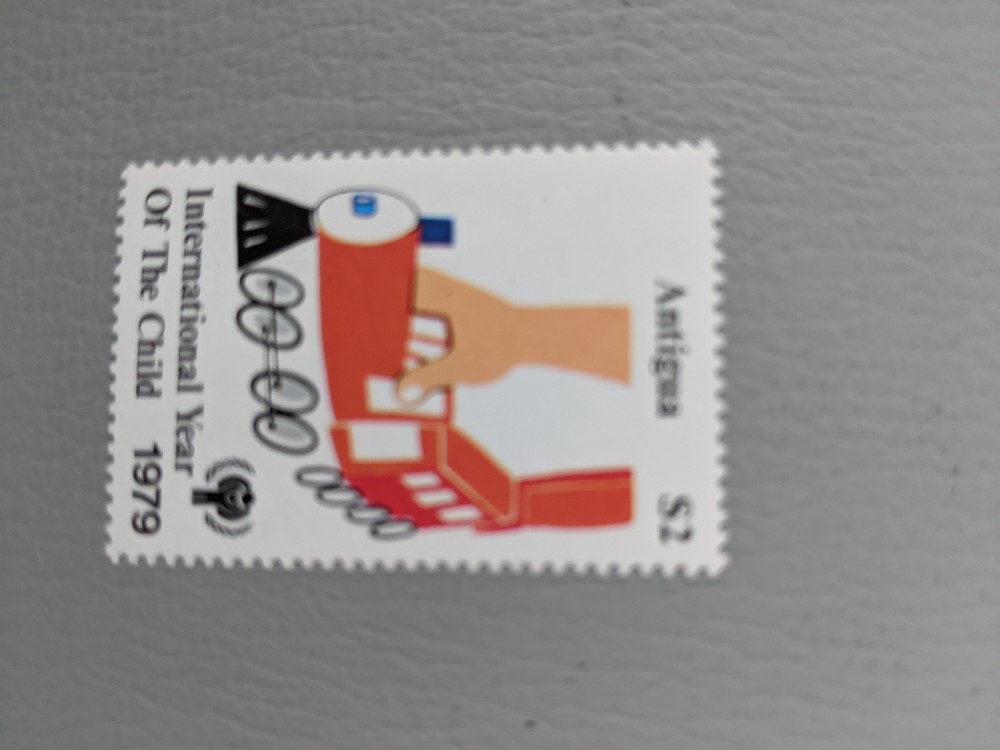 Antigua $2
International Year
Of The Child 1979